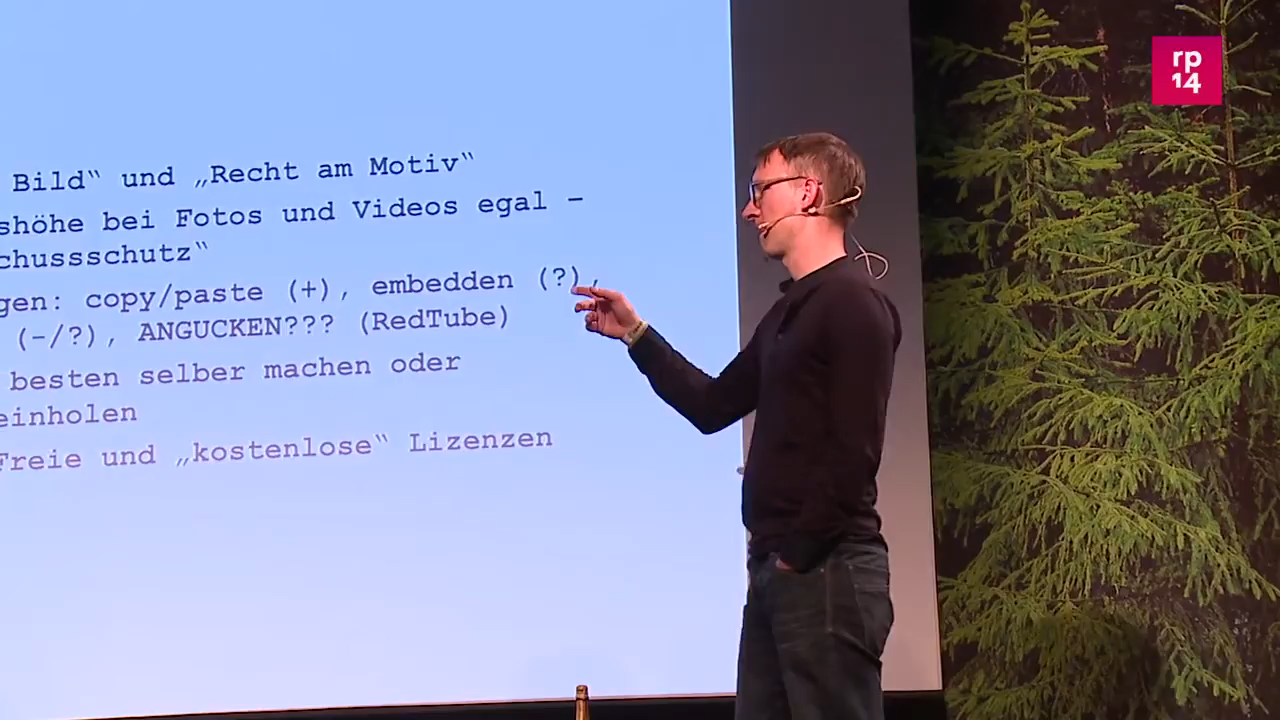 Bild“ und „Recht am Motiv“
shöhe bei Fotos und Videos egal –
chussschutz“
gen: copy/paste (+), embedden (?),
(-/?), ANGUCKEN??? (RedTube)
besten selber machen oder
einholen
Freie und „kostenlose“ Lizenzen
rp
14